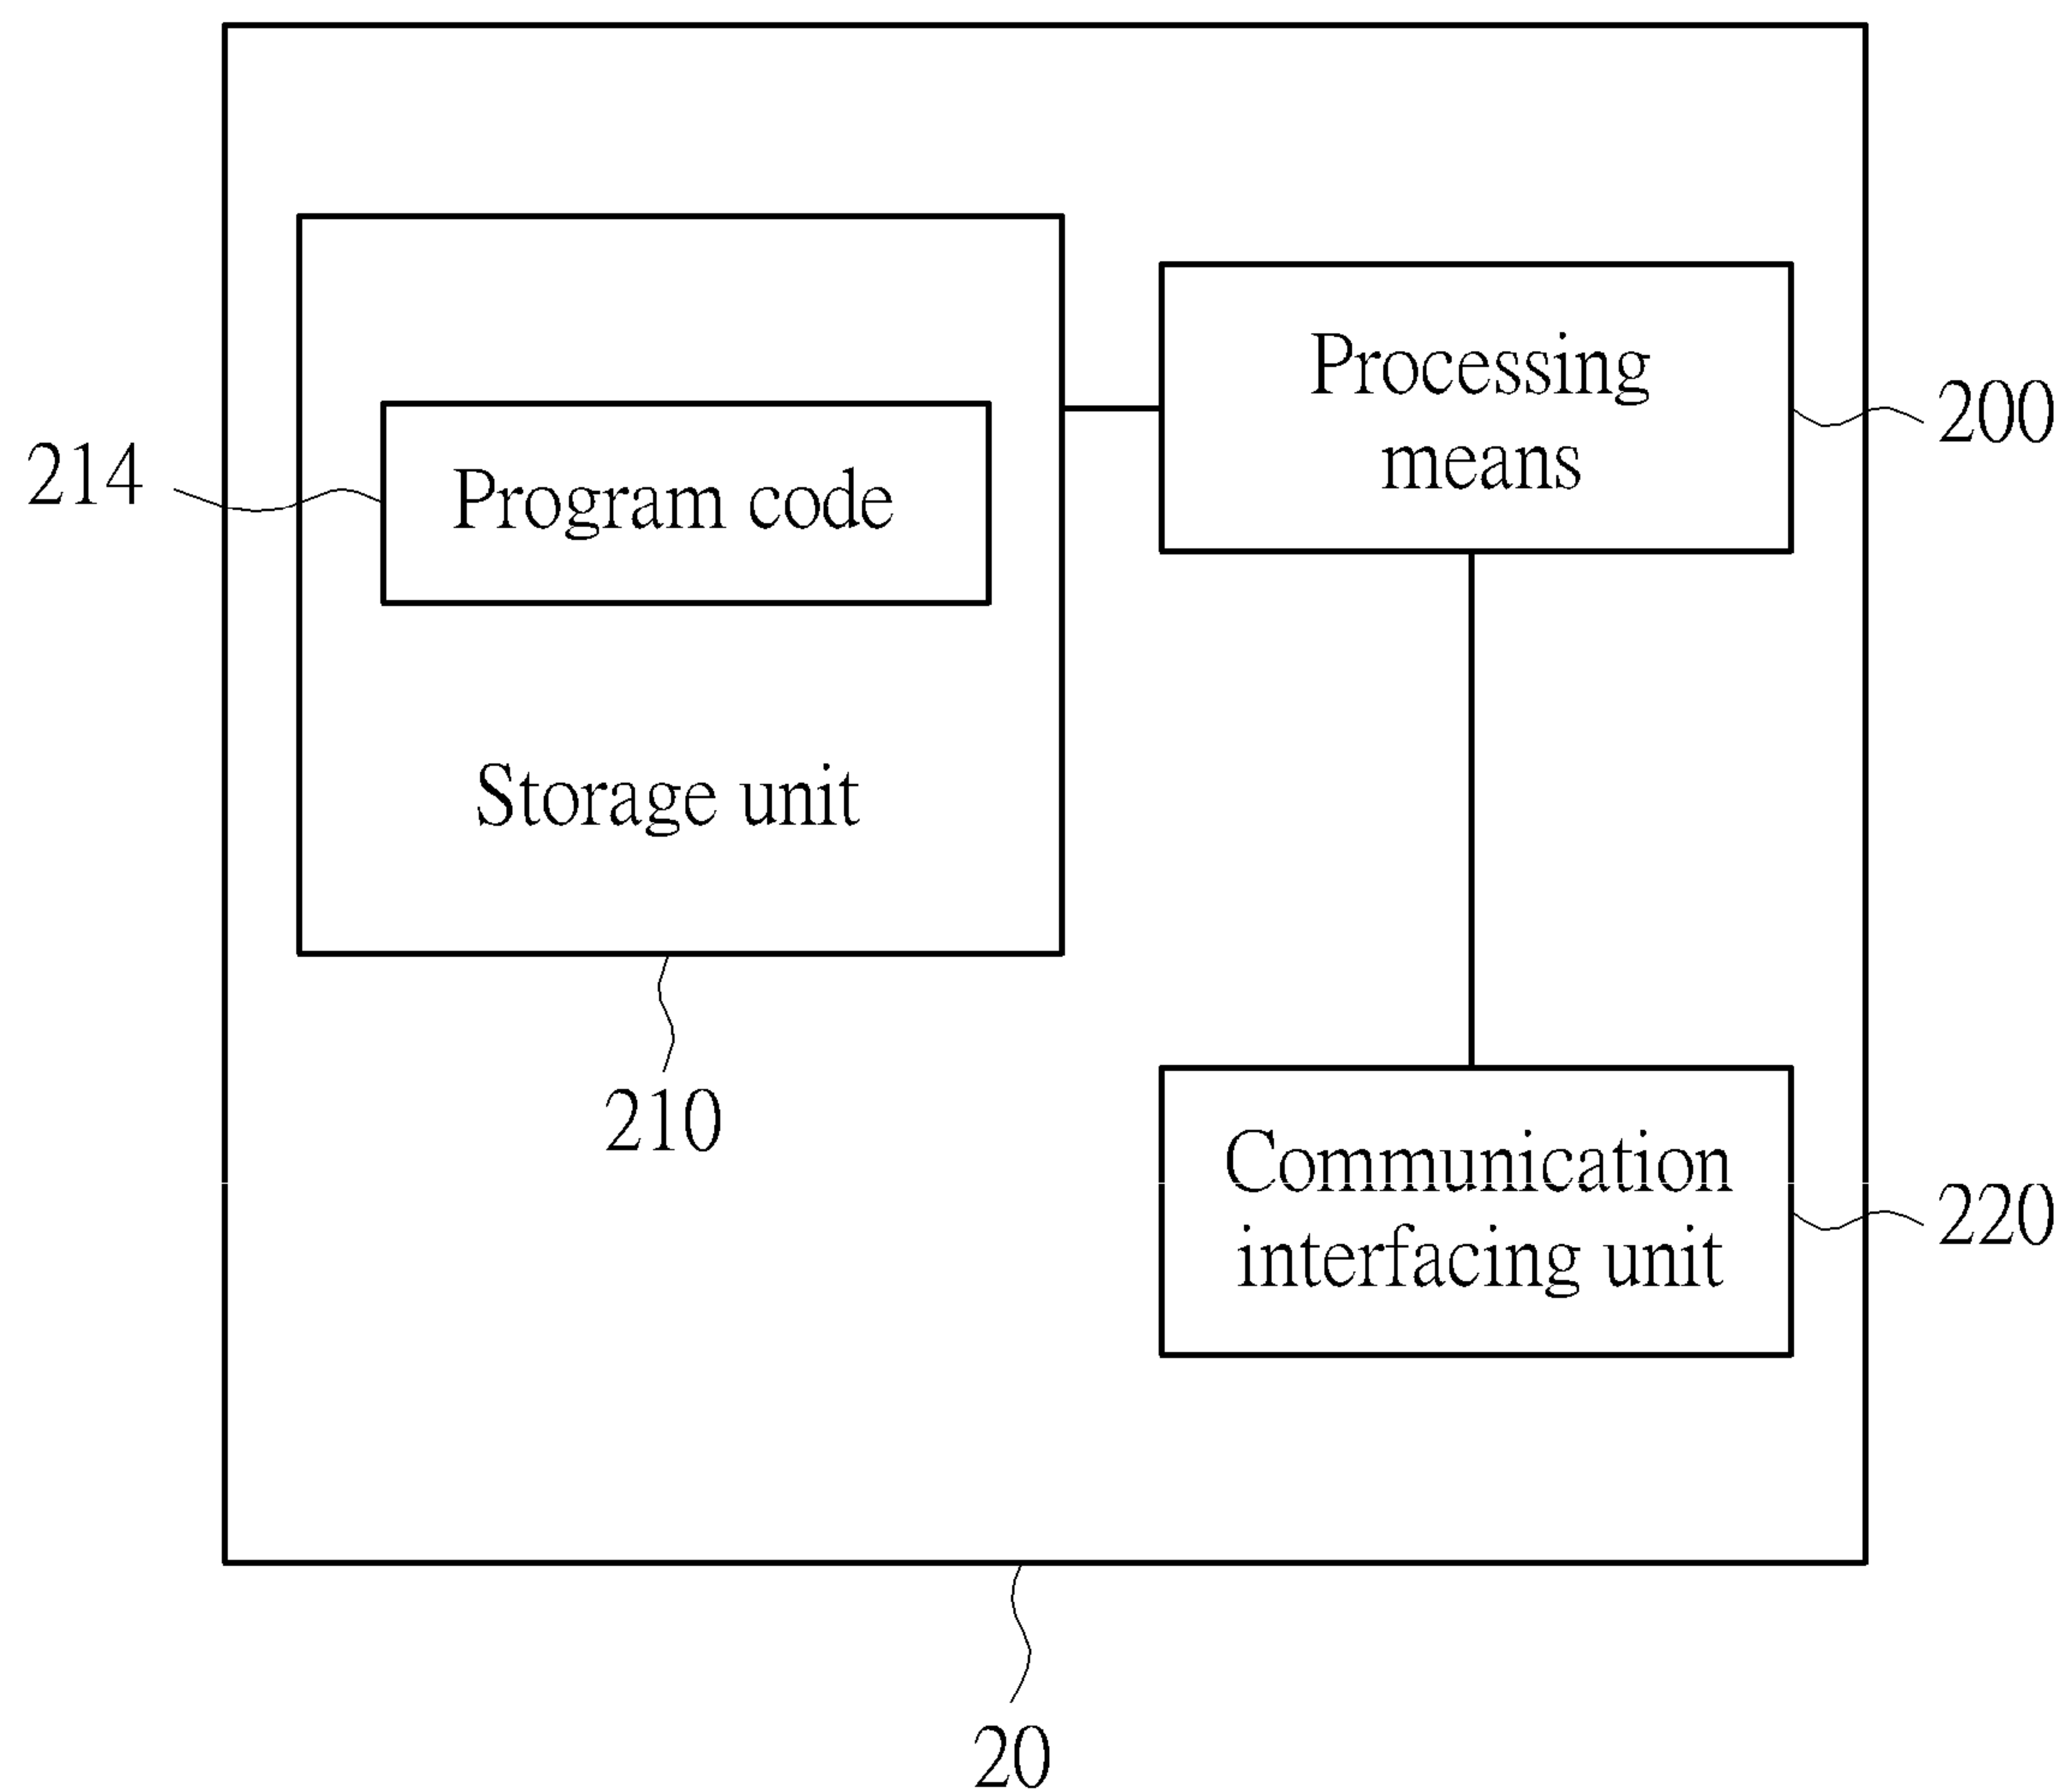 Processing
means
200
214
Program code
Storage unit
210
Communication
interfacing unit
220
20